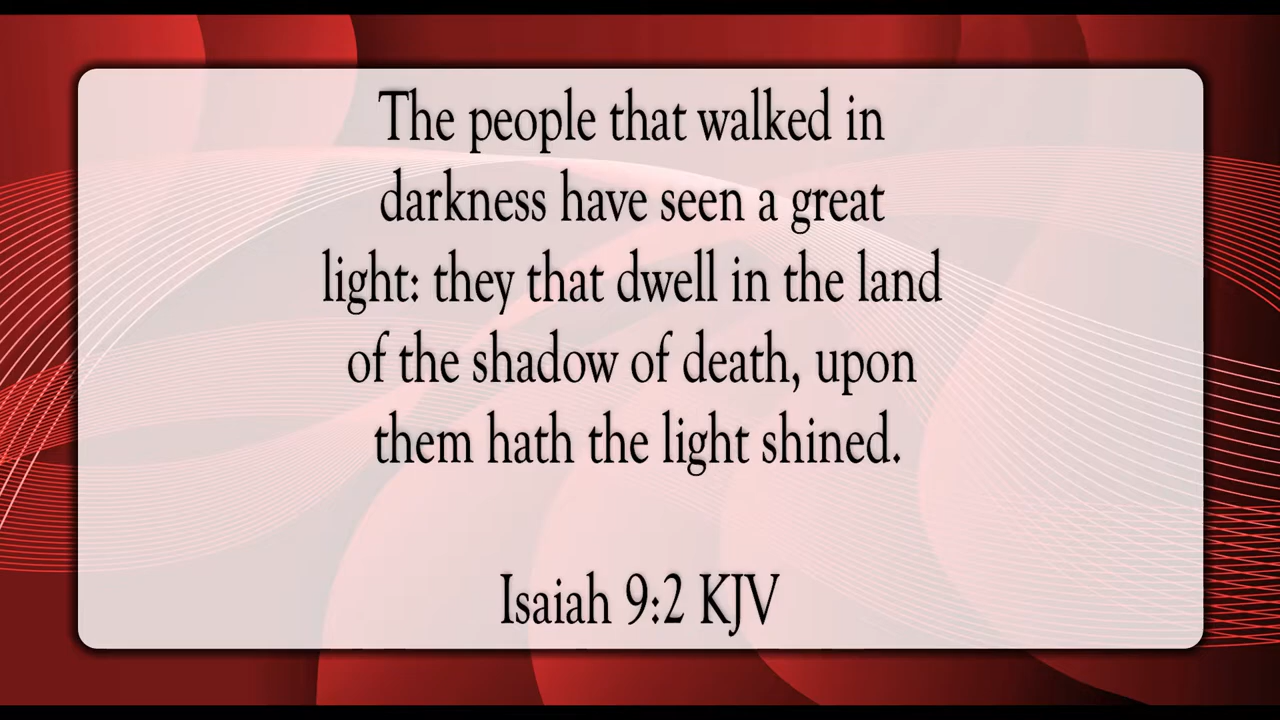 The people that walked in
darkness have seen a great
light: they that dwell in the land
of the shadow of death, upon
them hath the light shined.
Isaiah 9:2 KJV